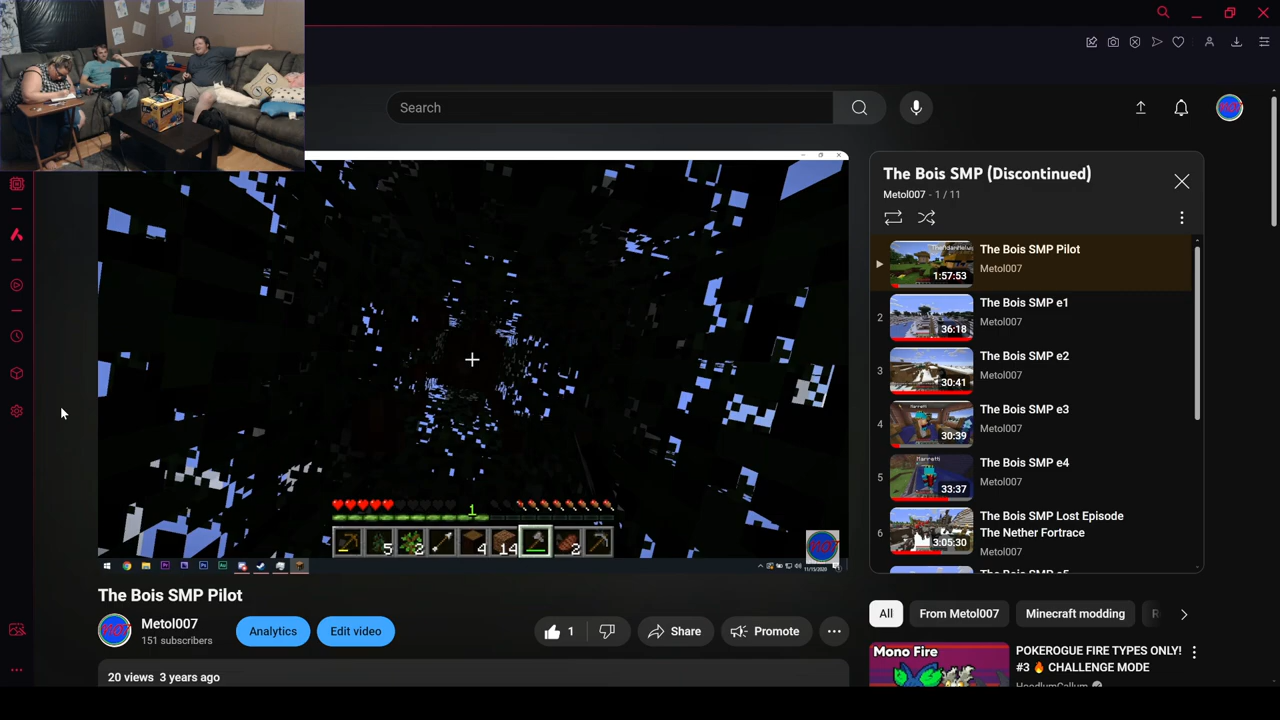 Search
The Bois SMP (Discontinued)
Metol007 - 1 / 11
The Bois SMP Pilot
Metol007
1:57:53
2
The Bois SMP e1
Metol007
36:18
3
The Bois SMP e2
Metol007
30:41
4
The Bois SMP e3
Metol007
30:39
5
The Bois SMP e4
Metol007
33:37
6
The Bois SMP Lost Episode
The Nether Fortrace
Metol007
3:05:30
1
5
2
4
14
2
11/15/2020
The Bois SMP Pilot
Metol007
151 subscribers
Analytics
Edit video
1
Share
Promote
20 views 3 years ago
All
From Metol007
Minecraft modding
Mono Fire
POKEROGUE FIRE TYPES ONLY!
#3 🔥 CHALLENGE MODE